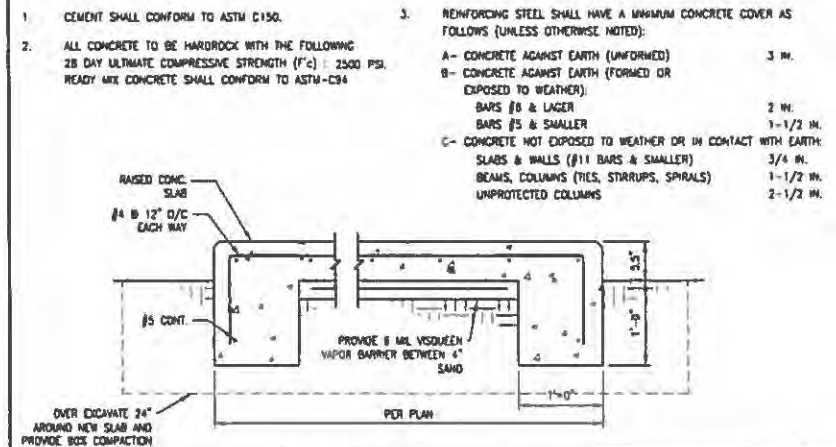 1 CEMENT SHALL CONFORM TO ASTM C150.
2. ALL CONCRETE TO BE HARDROCK WITH THE FOLLOWING
28 DAY ULTIMATE COMPRESSIVE STRENGTH (F'c) : 2500 PSI.
READY MIX CONCRETE SHALL CONFORM TO ASTM-C94
3. REINFORCING STEEL SHALL HAVE A MINIMUM CONCRETE COVER AS
FOLLOWS (UNLESS OTHERWISE NOTED):
A- CONCRETE AGAINST EARTH (UNFORMED) 3 IN.
B- CONCRETE AGAINST EARTH (FORMED OR
EXPOSED TO WEATHER):
BARS #6 & LAGER 2 IN.
BARS #5 & SMALLER 1-1/2 IN.
C- CONCRETE NOT EXPOSED TO WEATHER OR IN CONTACT WITH EARTH:
SLABS & WALLS (#11 BARS & SMALLER) 3/4 IN.
BEAMS, COLUMNS (TIES, STIRRUPS, SPIRALS) 1-1/2 IN.
UNPROTECTED COLUMNS 2-1/2 IN.
RAISED CONC.
SLAB
#4 @ 12" O/C
EACH WAY
5.5"
1'-0"
#5 CONT.
PROVIDE 6 MIL VISQUEEN
VAPOR BARRIER BETWEEN 4"
SAND
1'-0"
PER PLAN
OVER EXCAVATE 24"
AROUND NEW SLAB AND
PROVIDE 90% COMPACTION